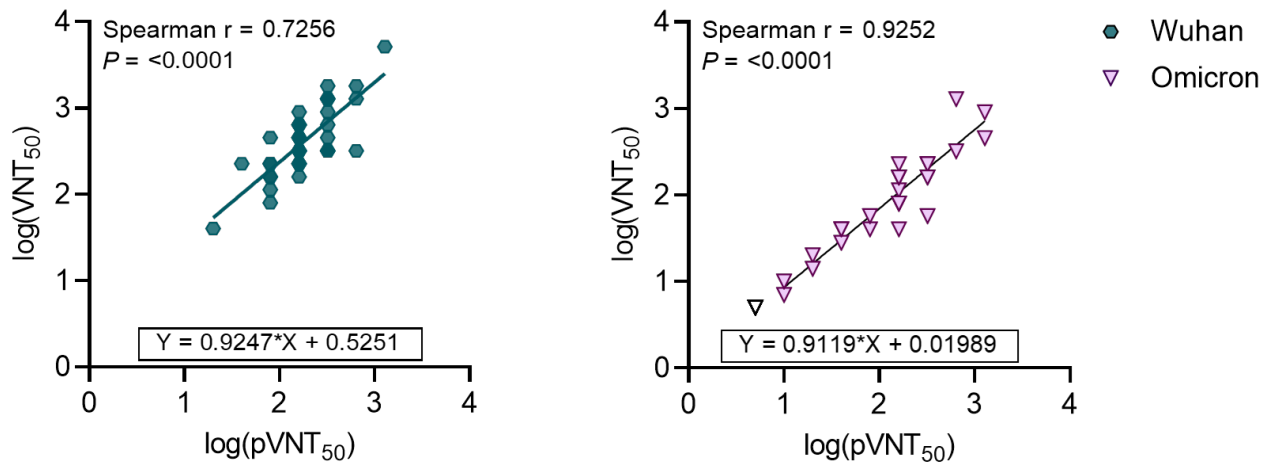 Spearman r = 0.7256
P = <0.0001
4
3
2
1
0
log(VNT50)
Y = 0.9247*X + 0.5251
0 1 2 3 4
log(pVNT50)
Spearman r = 0.9252
P = <0.0001
4
3
2
1
0
log(VNT50)
Y = 0.9119*X + 0.01989
0 1 2 3 4
log(pVNT50)
Wuhan
Omicron